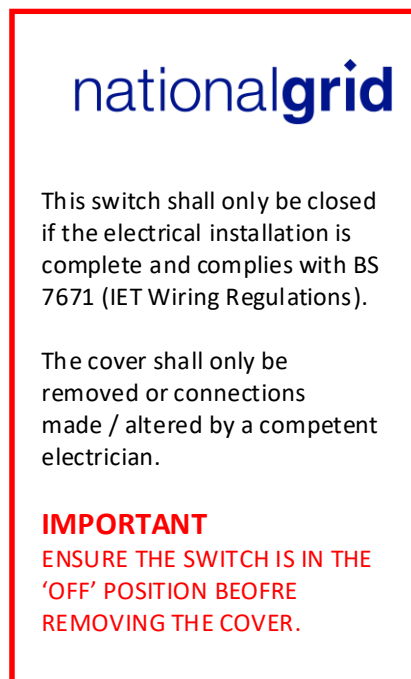 nationalgrid
This switch shall only be closed
if the electrical installation is
complete and complies with BS
7671 (IET Wiring Regulations).
The cover shall only be
removed or connections
made / altered by a competent
electrician.
IMPORTANT
ENSURE THE SWITCH IS IN THE
‘OFF’ POSITION BEOFRE
REMOVING THE COVER.